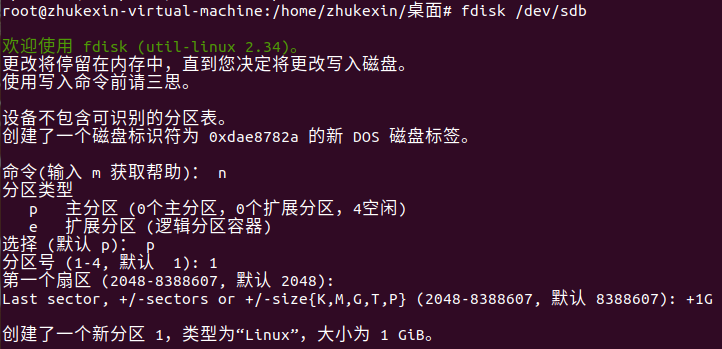 root@zhukexin-virtual-machine:/home/zhukexin/桌面# fdisk /dev/sdb
欢迎使用 fdisk (util-linux 2.34)。
更改将停留在内存中，直到您决定将更改写入磁盘。
使用写入命令前请三思。
设备不包含可识别的分区表。
创建了一个磁盘标识符为 0xdae8782a 的新 DOS 磁盘标签。
命令(输入 m 获取帮助)： n
分区类型
p 主分区 (0个主分区，0个扩展分区，4空闲)
e 扩展分区 (逻辑分区容器)
选择 (默认 p)： p
分区号 (1-4, 默认  1): 1
第一个扇区 (2048-8388607, 默认 2048):
Last sector, +/-sectors or +/-size{K,M,G,T,P} (2048-8388607, 默认 8388607): +1G
创建了一个新分区 1，类型为“Linux”，大小为 1 GiB。